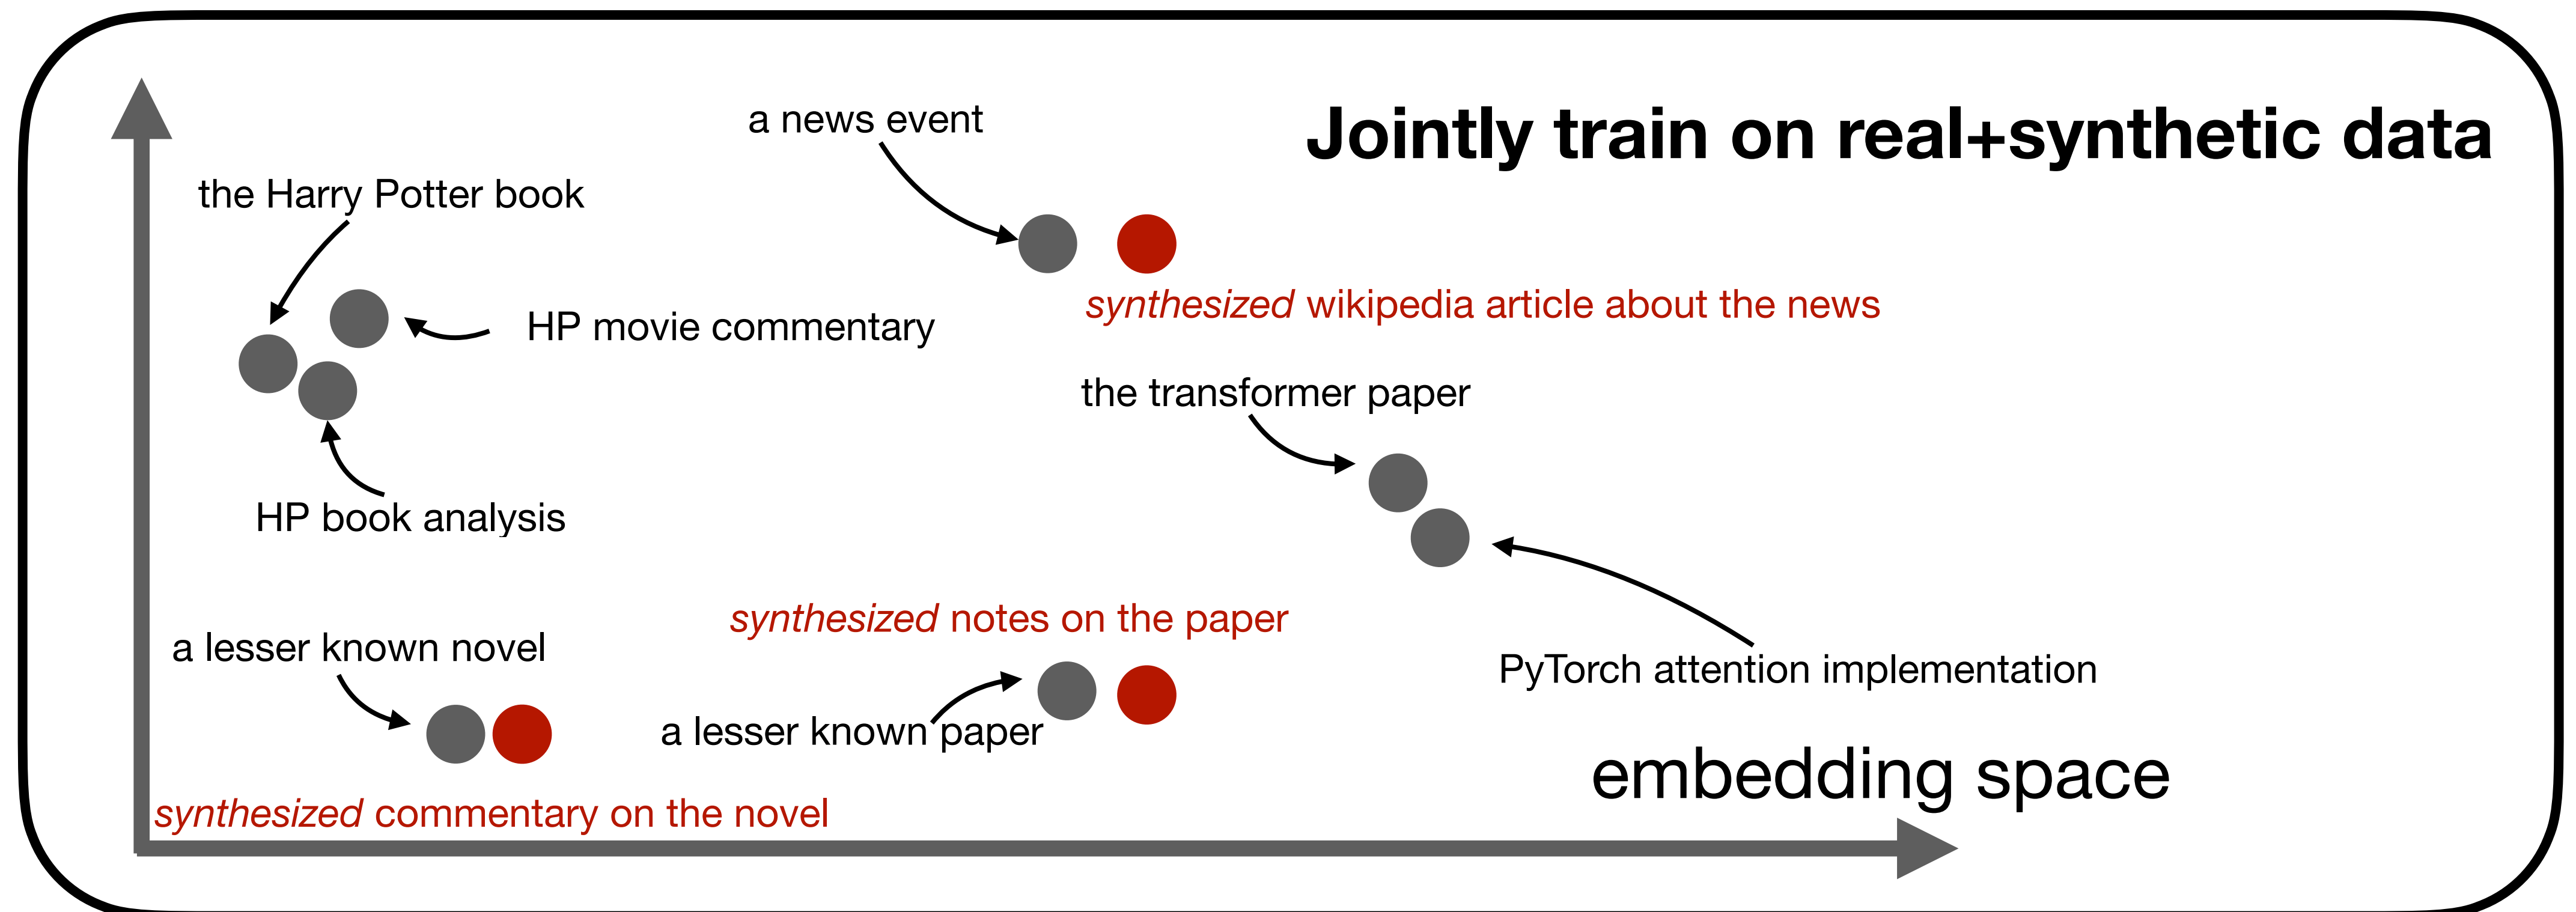 a news event
Jointly train on real+synthetic data
the Harry Potter book
synthesized wikipedia article about the news
HP movie commentary
the transformer paper
HP book analysis
synthesized notes on the paper
a lesser known novel
PyTorch attention implementation
a lesser known paper
embedding space
synthesized commentary on the novel